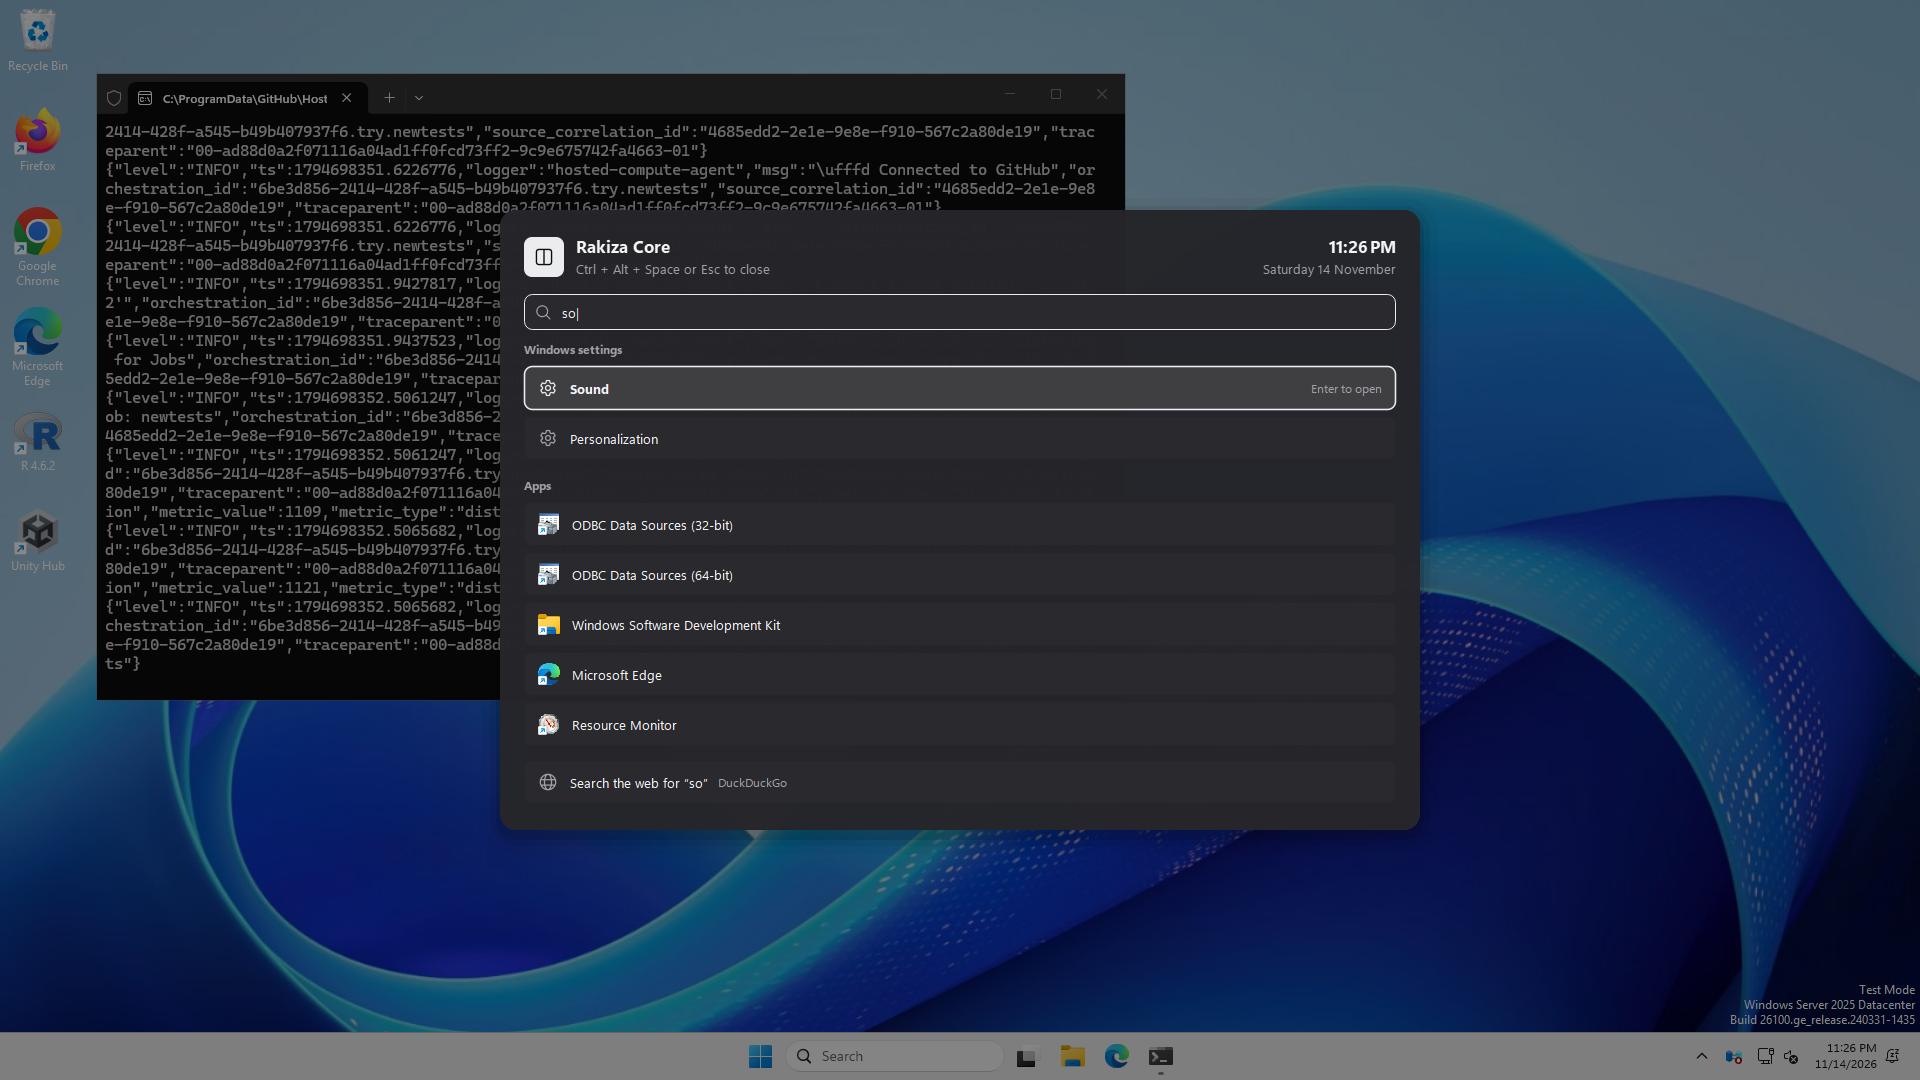 Recycle Bin
Firefox
Google
Chrome
Microsoft
Edge
R 4.6.2
Unity Hub
C:\ProgramData\GitHub\Host
2414-428f-a545-b49b407937f6.try.newtests","source_correlation_id":"4685edd2-2e1e-9e8e-f910-567c2a80de19","trac
eparent":"00-ad88d0a2f071116a04ad1ff0fcd73ff2-9c9e675742fa4663-01"}
{"level":"INFO","ts":1794698351.6226776,"logger":"hosted-compute-agent","msg":"\ufffd Connected to GitHub","or
chestration_id":"6be3d856-2414-428f-a545-b49b407937f6.try.newtests","source_correlation_id":"4685edd2-2e1e-9e8
e-f910-567c2a80de19","traceparent":"00-ad88d0a2f071116a04ad1ff0fcd73ff2-9c9e675742fa4663-01"}
{"level":"INFO","ts":1794698351.6226776,"log
2414-428f-a545-b49b407937f6.try.newtests","s
eparent":"00-ad88d0a2f071116a04ad1ff0fcd73ff
{"level":"INFO","ts":1794698351.9427817,"log
2'","orchestration_id":"6be3d856-2414-428f-a
e1e-9e8e-f910-567c2a80de19","traceparent":"0
{"level":"INFO","ts":1794698351.9437523,"log
for Jobs","orchestration_id":"6be3d856-2414
5edd2-2e1e-9e8e-f910-567c2a80de19","tracepar
{"level":"INFO","ts":1794698352.5061247,"log
ob: newtests","orchestration_id":"6be3d856-2
4685edd2-2e1e-9e8e-f910-567c2a80de19","trace
{"level":"INFO","ts":1794698352.5061247,"log
d":"6be3d856-2414-428f-a545-b49b407937f6.try
80de19","traceparent":"00-ad88d0a2f071116a04
ion","metric_value":1109,"metric_type":"dist
{"level":"INFO","ts":1794698352.5065682,"log
d":"6be3d856-2414-428f-a545-b49b407937f6.try
80de19","traceparent":"00-ad88d0a2f071116a04
ion","metric_value":1121,"metric_type":"dist
{"level":"INFO","ts":1794698352.5065682,"log
chestration_id":"6be3d856-2414-428f-a545-b49
e-f910-567c2a80de19","traceparent":"00-ad88d
ts"}
Rakiza Core
Ctrl + Alt + Space or Esc to close
11:26 PM
Saturday 14 November
so
Windows settings
Sound
Enter to open
Personalization
Apps
ODBC Data Sources (32-bit)
ODBC Data Sources (64-bit)
Windows Software Development Kit
Microsoft Edge
Resource Monitor
Search the web for “so” DuckDuckGo
Test Mode
Windows Server 2025 Datacenter
Build 26100.ge_release.240331-1435
Search
11:26 PM
11/14/2026